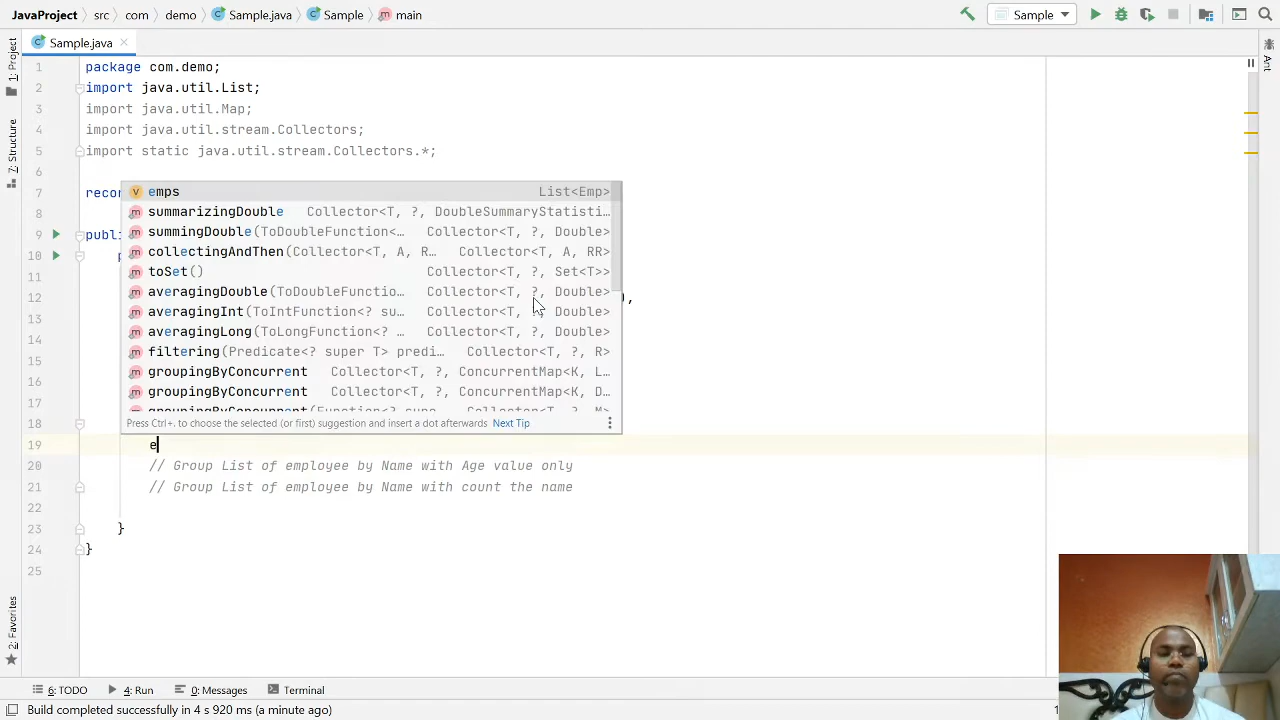 JavaProject src com demo Sample.java Sample main Sample
Sample.java
1: Project
7: Structure
2: Favorites
Ant
1 package com.demo;
2 import java.util.List;
3 import java.util.Map;
4 import java.util.stream.Collectors;
5 import static java.util.stream.Collectors.*;
6
7 recor
8
9 publi
10
11
12 ),
13
14
15
16
17
18
19 e
20 // Group List of employee by Name with Age value only
21 // Group List of employee by Name with count the name
22
23 }
24 }
25
emps List<Emp>
summarizingDouble Collector<T, ?, DoubleSummaryStatisti…
summingDouble(ToDoubleFunction<… Collector<T, ?, Double>
collectingAndThen(Collector<T, A, R… Collector<T, A, RR>
toSet() Collector<T, ?, Set<T>>
averagingDouble(ToDoubleFunctio… Collector<T, ?, Double>
averagingInt(ToIntFunction<? su… Collector<T, ?, Double>
averagingLong(ToLongFunction<? … Collector<T, ?, Double>
filtering(Predicate<? super T> predi… Collector<T, ?, R>
groupingByConcurrent Collector<T, ?, ConcurrentMap<K, L…
groupingByConcurrent Collector<T, ?, ConcurrentMap<K, D…
Press Ctrl+. to choose the selected (or first) suggestion and insert a dot afterwards Next Tip
6: TODO 4: Run 0: Messages Terminal
Build completed successfully in 4 s 920 ms (a minute ago)